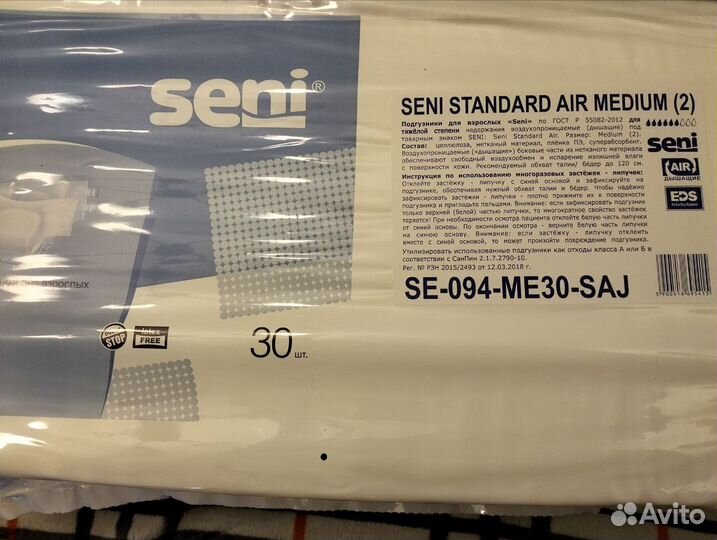 seni®
ки для взрослых
STOP
latex
FREE
30 шт.
SENI STANDARD AIR MEDIUM (2)
Подгузники для взрослых «Seni» по ГОСТ Р 55082-2012 для
тяжёлой степени недержания воздухопроницаемые (дышащие) под
товарным знаком SENI: Seni Standard Air. Размер: Medium (2).
Состав: целлюлоза, нетканый материал, плёнка ПЭ, суперабсорбент.
Воздухопроницаемые («дышащие») боковые части из нетканого материала
обеспечивают свободный воздухообмен и испарение излишней влаги
с поверхности кожи. Рекомендуемый обхват талии/ бёдер до 120 см.
Инструкция по использованию многоразовых застёжек - липучек:
Отклейте застёжку - липучку с синей основой и зафиксируйте на
подгузнике, обеспечивая нужный обхват талии и бёдер. Чтобы надёжно
зафиксировать застёжки - липучки - плотно прижмите их к поверхности
подгузника и пригладьте пальцами. Внимание: если зафиксировать подгузник
только верхней (белой) частью липучки, то многократное свойство застёжек
теряется! При необходимости осмотра пациента отклейте белую часть липучки
от синей основы. По окончании осмотра - верните белую часть липучки
на синюю основу. Внимание: если застёжку - липучку отклеить
вместе с синей основой, то может произойти повреждение подгузника.
Утилизировать использованные подгузники как отходы класса А или Б в
соответствии с СанПин 2.1.7.2790-10.
Рег. № РЗН 2015/2493 от 12.03.2018 г.
seni
AIR
ДЫШАЩИЕ
EDS
Extra Dry System
SE-094-ME30-SAJ
Avito